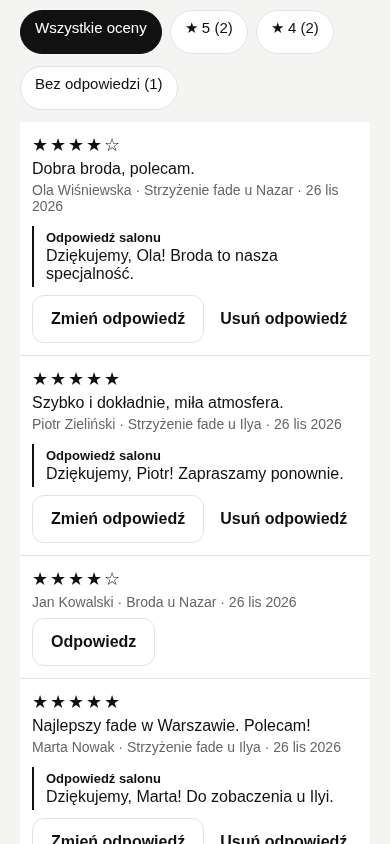 Wszystkie oceny
★ 5 (2)
★ 4 (2)
Bez odpowiedzi (1)
★★★★☆
Dobra broda, polecam.
Ola Wiśniewska · Strzyżenie fade u Nazar · 26 lis
2026
Odpowiedź salonu
Dziękujemy, Ola! Broda to nasza
specjalność.
Zmień odpowiedź
Usuń odpowiedź
★★★★★
Szybko i dokładnie, miła atmosfera.
Piotr Zieliński · Strzyżenie fade u Ilya · 26 lis 2026
Odpowiedź salonu
Dziękujemy, Piotr! Zapraszamy ponownie.
Zmień odpowiedź
Usuń odpowiedź
★★★★☆
Jan Kowalski · Broda u Nazar · 26 lis 2026
Odpowiedz
★★★★★
Najlepszy fade w Warszawie. Polecam!
Marta Nowak · Strzyżenie fade u Ilya · 26 lis 2026
Odpowiedź salonu
Dziękujemy, Marta! Do zobaczenia u Ilyi.
Zmień odpowiedź
Usuń odpowiedź